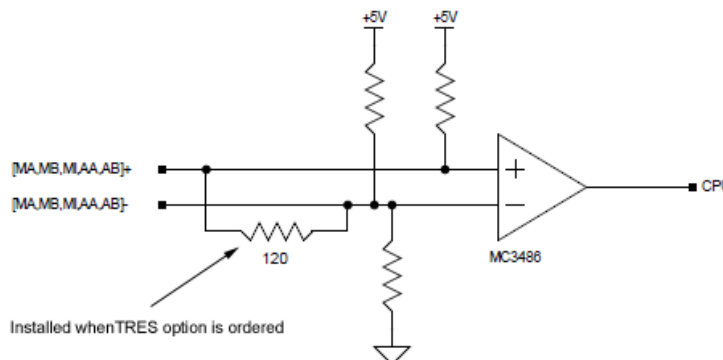 +5V +5V
[MA,MB,MI,AA,AB]+
+
CPU
[MA,MB,MI,AA,AB]-
−
120
MC3486
Installed whenTRES option is ordered